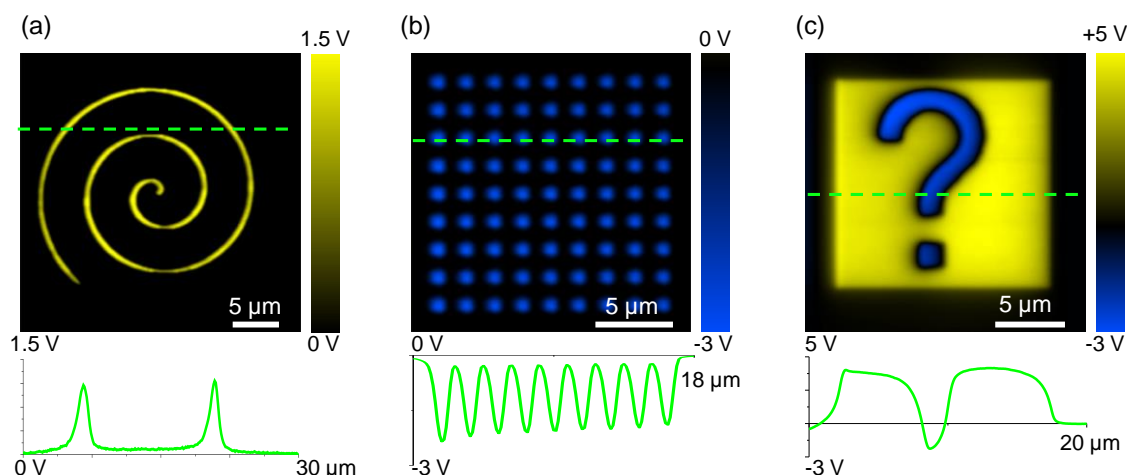 (a)
1.5 V
5 µm
0 V
1.5 V
0 V
30 µm
(b)
0 V
5 µm
-3 V
0 V
18 µm
-3 V
(c)
+5 V
5 µm
-3 V
5 V
20 µm
-3 V